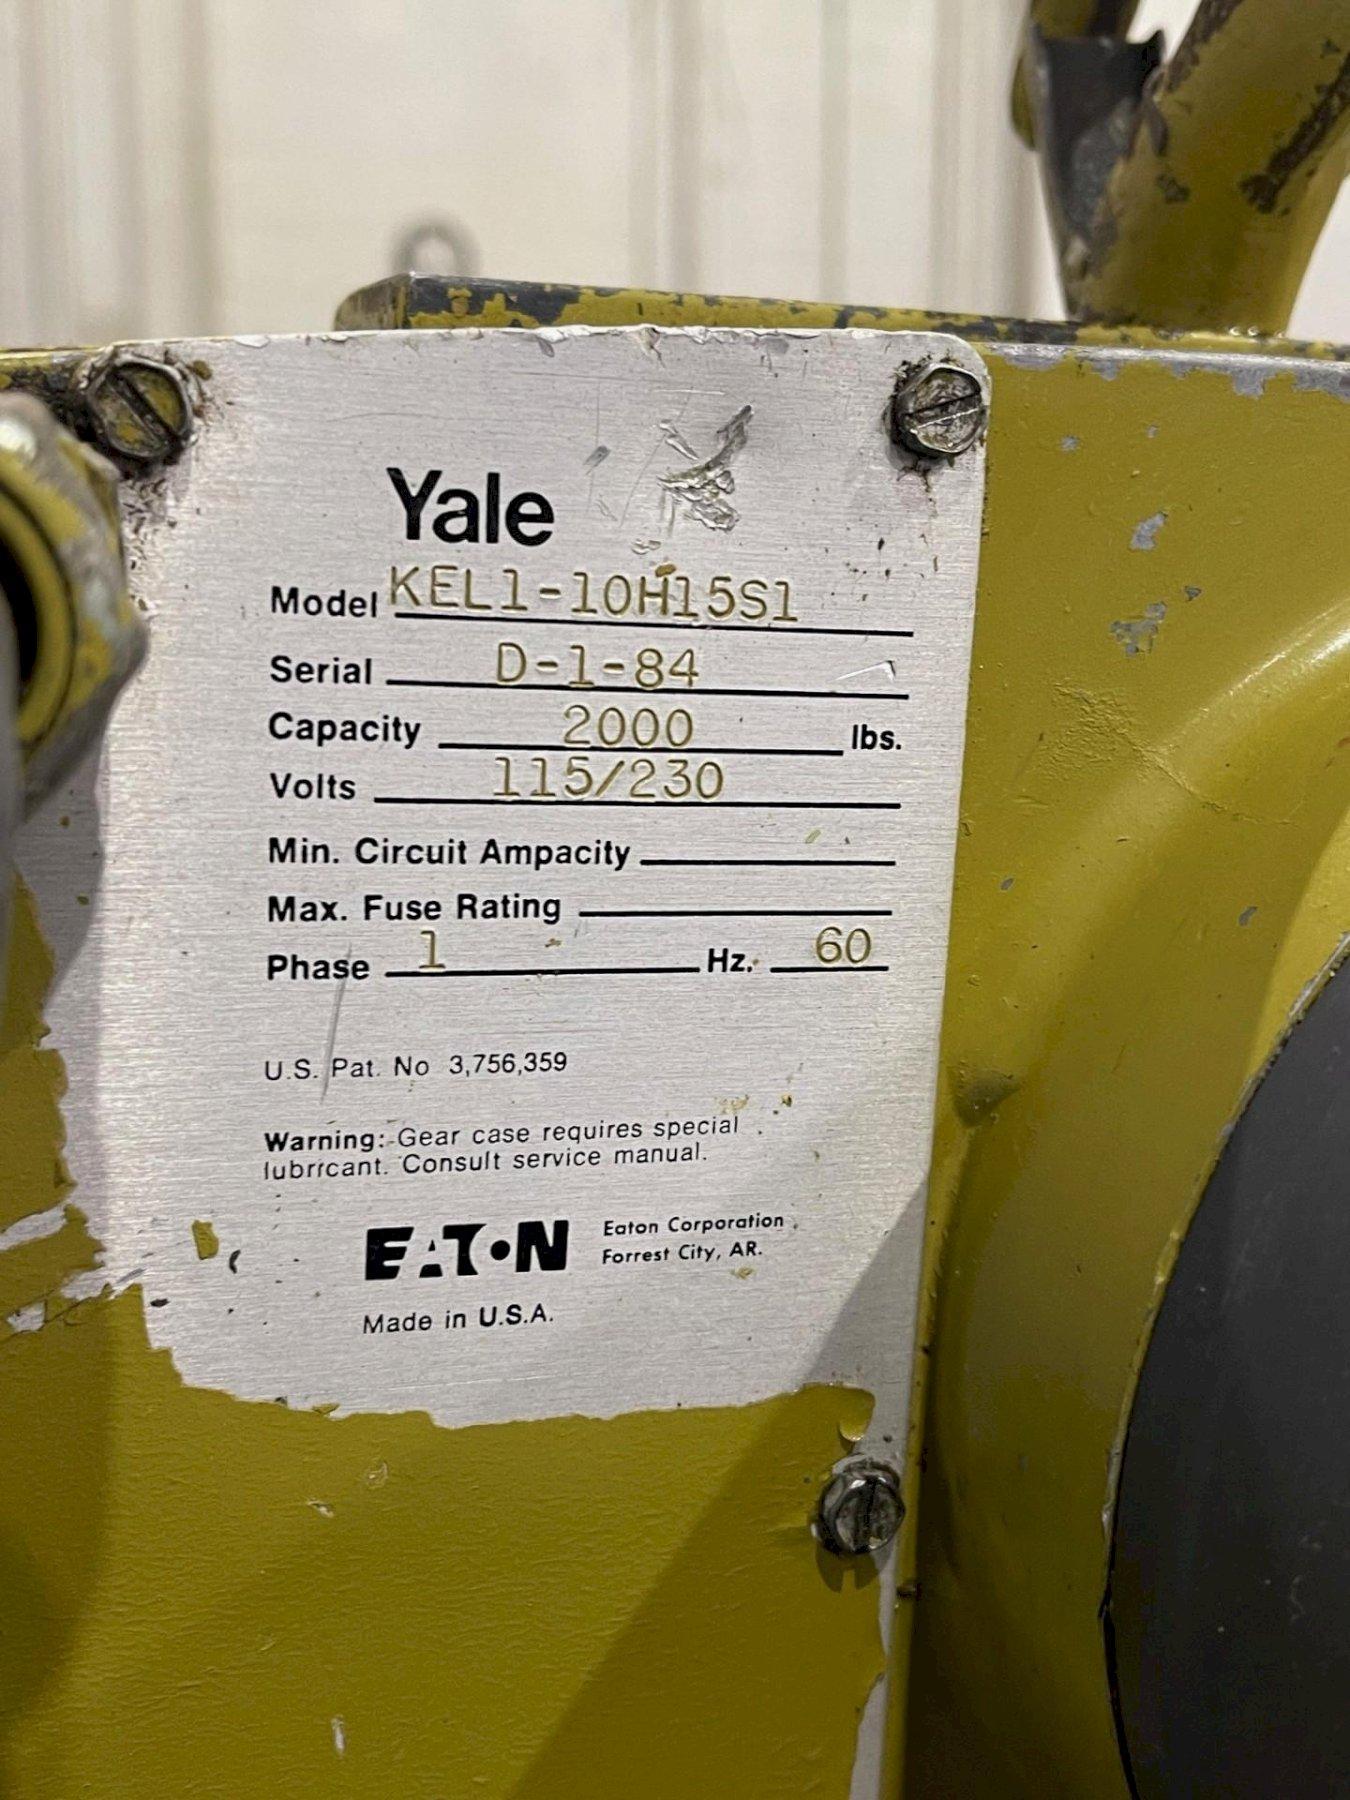 Yale
Model KEL1-10H15S1
Serial D-1-84
Capacity 2000 lbs.
Volts 115/230
Min. Circuit Ampacity
Max. Fuse Rating
Phase 1 Hz. 60
U.S. Pat. No 3,756,359
Warning: Gear case requires special
lubricant. Consult service manual.
EATON Eaton Corporation
Forrest City, AR.
Made in U.S.A.